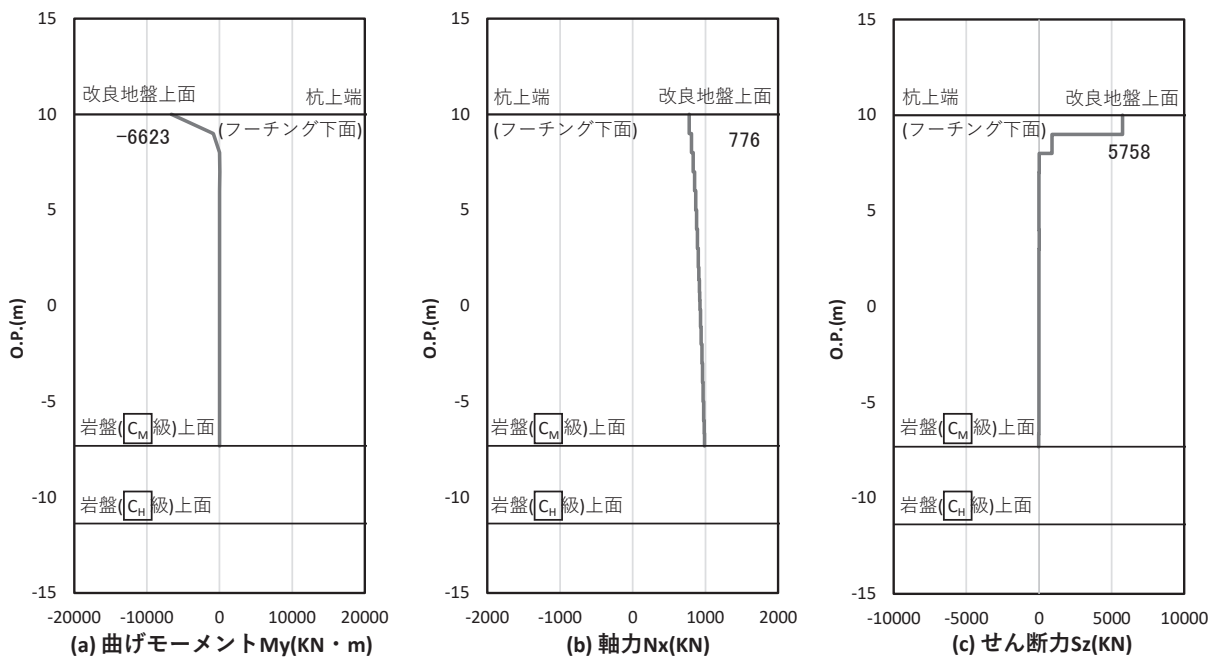 15
10
5
0
-5
-10
-15
O.P.(m)
改良地盤上面
杭上端
(フーチング下面)
−6623
岩盤(CM級)上面
岩盤(CH級)上面
-20000 -10000 0 10000 20000
(a) 曲げモーメントMy(KN・m)
15
10
5
0
-5
-10
-15
O.P.(m)
杭上端
改良地盤上面
(フーチング下面)
776
岩盤(CM級)上面
岩盤(CH級)上面
-2000 -1000 0 1000 2000
(b) 軸力Nx(KN)
15
10
5
0
-5
-10
-15
O.P.(m)
杭上端
改良地盤上面
(フーチング下面)
5758
岩盤(CM級)上面
岩盤(CH級)上面
-10000 -5000 0 5000 10000
(c) せん断力Sz(KN)